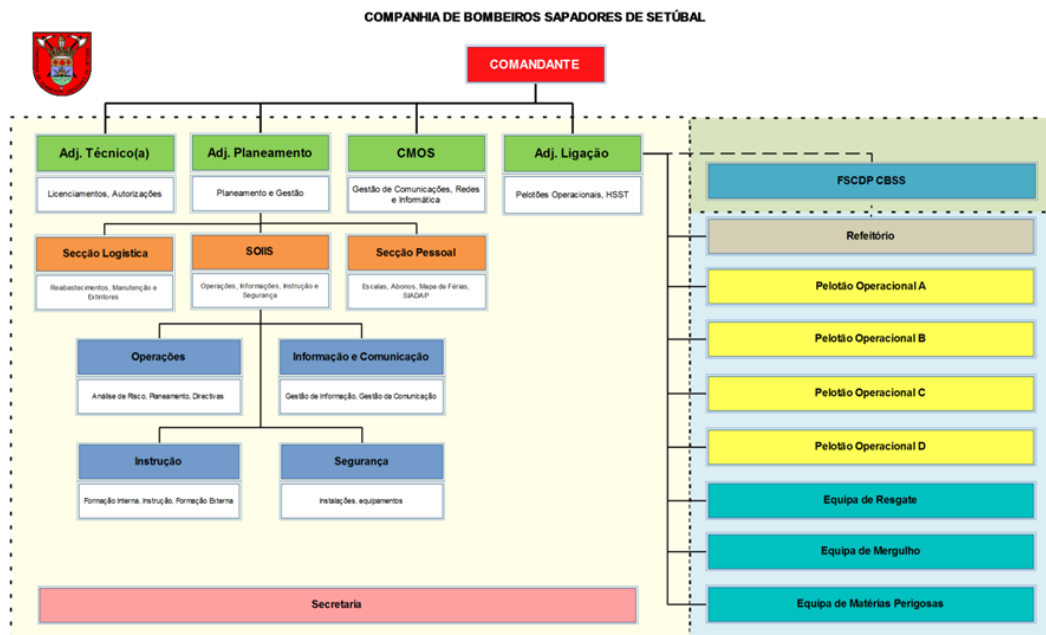 COMPANHIA DE BOMBEIROS SAPADORES DE SETÚBAL
COMANDANTE
Adj. Técnico(a)
Licenciamentos, Autorizações
Adj. Planeamento
Planeamento e Gestão
CMOS
Gestão de Comunicações, Redes
e Informática
Adj. Ligação
Pelotões Operacionais, HSST
FSCDP CBSS
Secção Logística
Reabastecimentos, Manutenção e
Extintores
SOIIS
Operações, Informações, Instrução e
Segurança
Secção Pessoal
Escalas, Abonos, Mapa de Férias,
SIADAP
Refeitório
Pelotão Operacional A
Pelotão Operacional B
Pelotão Operacional C
Pelotão Operacional D
Equipa de Resgate
Equipa de Mergulho
Equipa de Matérias Perigosas
Operações
Análise de Risco, Planeamento, Directivas
Informação e Comunicação
Gestão de Informação, Gestão da Comunicação
Instrução
Formação Interna, Instrução, Formação Externa
Segurança
Instalações, equipamentos
Secretaria